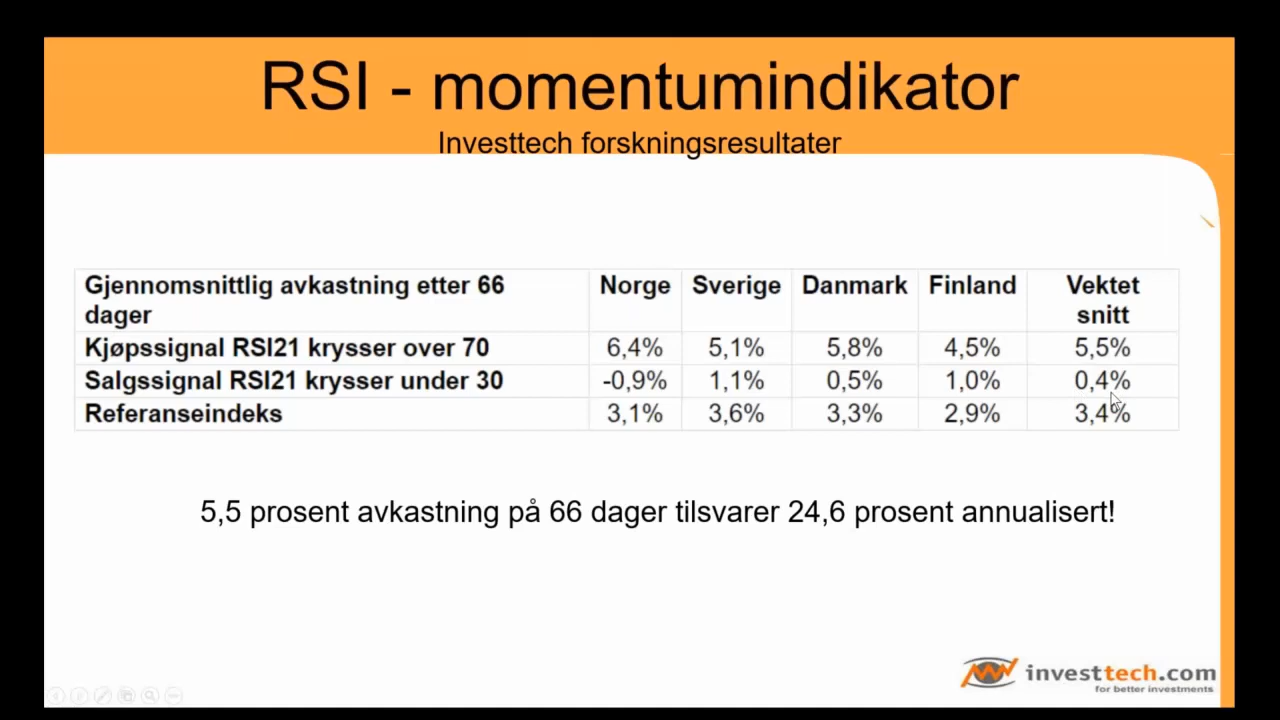 RSI - momentumindikator
Investtech forskningsresultater
Gjennomsnittlig avkastning etter 66 dager Norge Sverige Danmark Finland Vektet snitt
Kjøpssignal RSI21 krysser over 70 6,4% 5,1% 5,8% 4,5% 5,5%
Salgssignal RSI21 krysser under 30 -0,9% 1,1% 0,5% 1,0% 0,4%
Referanseindeks 3,1% 3,6% 3,3% 2,9% 3,4%
5,5 prosent avkastning på 66 dager tilsvarer 24,6 prosent annualisert!
investtech.com
for better investments